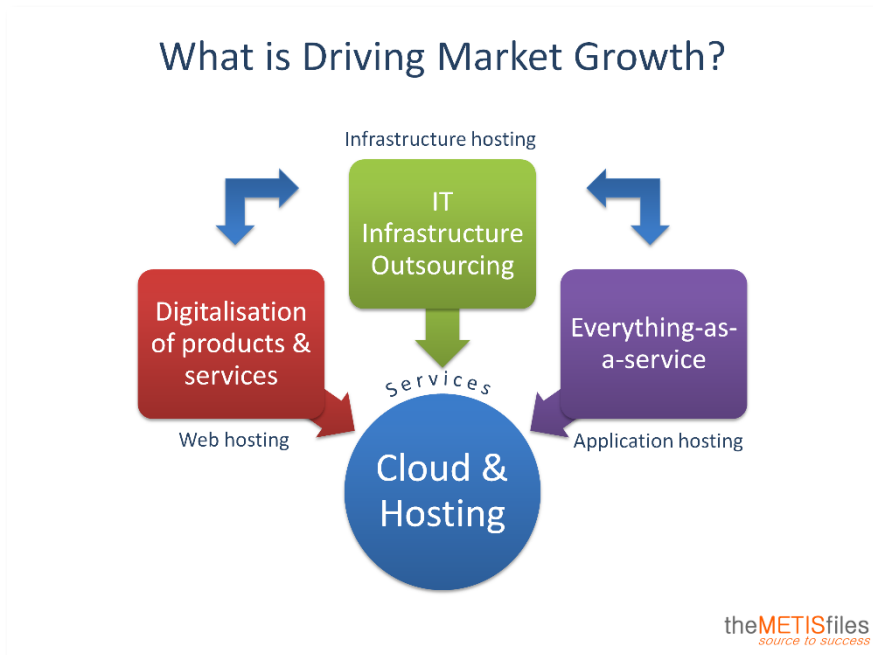 What is Driving Market Growth?
Infrastructure hosting
IT
Infrastructure
Outsourcing
Digitalisation
of products &
services
Everything-as-
a-service
Services
Web hosting
Application hosting
Cloud &
Hosting
theMETISfiles
source to success